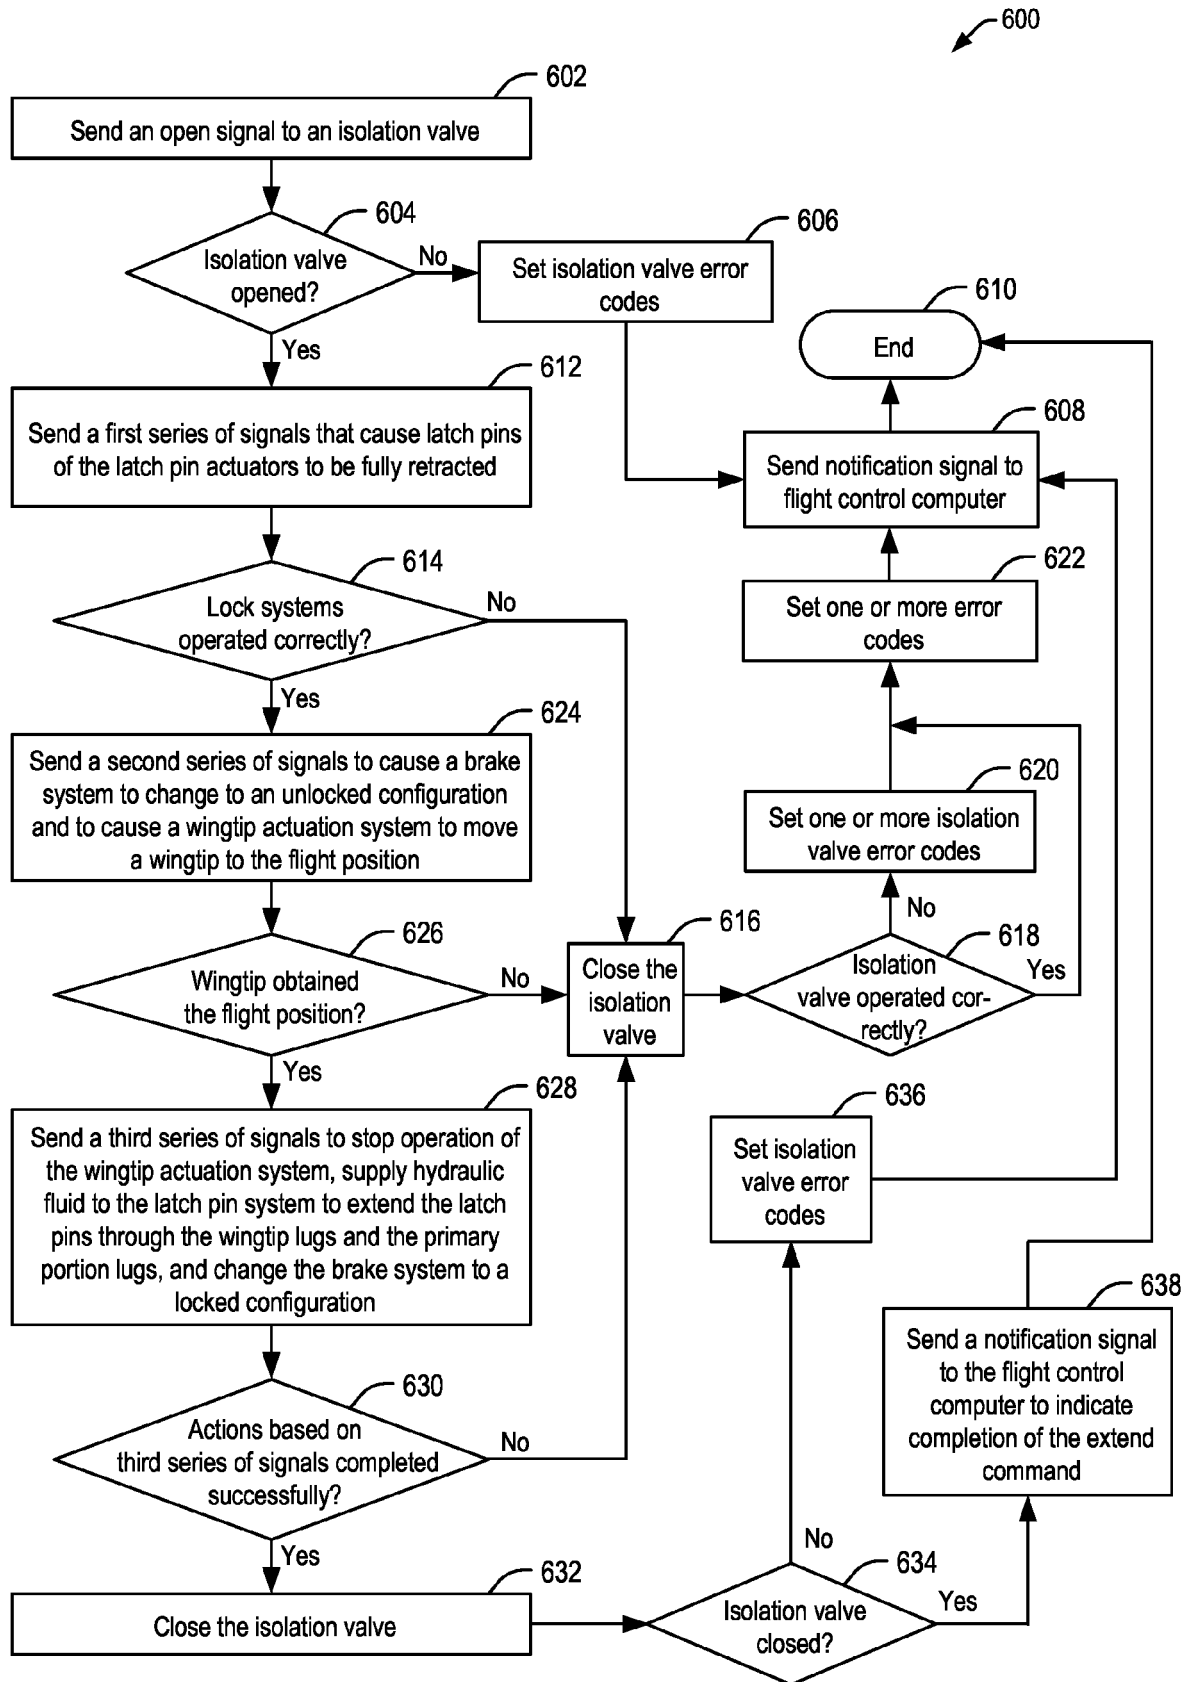 600
602
Send an open signal to an isolation valve
604
Isolation valve
opened?
No
Yes
606
Set isolation valve error
codes
610
End
612
Send a first series of signals that cause latch pins
of the latch pin actuators to be fully retracted
608
Send notification signal to
flight control computer
614
Lock systems
operated correctly?
No
Yes
622
Set one or more error
codes
624
Send a second series of signals to cause a brake
system to change to an unlocked configuration
and to cause a wingtip actuation system to move
a wingtip to the flight position
620
Set one or more isolation
valve error codes
No
626
Wingtip obtained
the flight position?
No
Yes
616
Close the
isolation
valve
618
Isolation
valve operated cor-
rectly?
Yes
628
Send a third series of signals to stop operation of
the wingtip actuation system, supply hydraulic
fluid to the latch pin system to extend the latch
pins through the wingtip lugs and the primary
portion lugs, and change the brake system to a
locked configuration
636
Set isolation
valve error
codes
638
Send a notification signal
to the flight control
computer to indicate
completion of the extend
command
630
Actions based on
third series of signals completed
successfully?
No
Yes
632
Close the isolation valve
634
Isolation valve
closed?
No
Yes